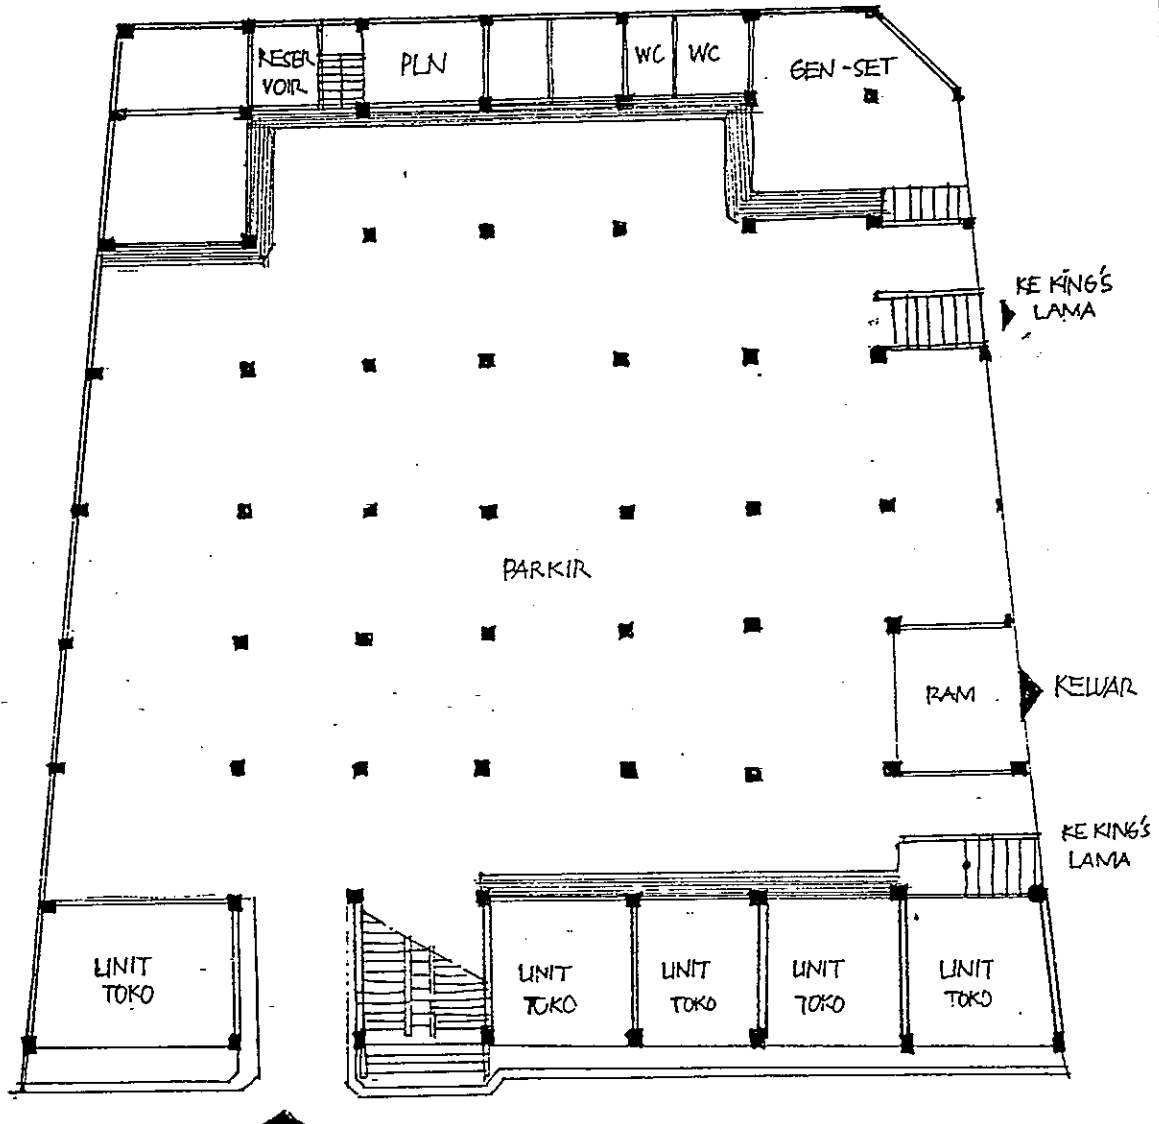 RESER
VOIR
PLN
WC
WC
GEN-SET
KE KING'S
LAMA
PARKIR
RAM
KELUAR
KE KING'S
LAMA
UNIT
TOKO
UNIT
TOKO
UNIT
TOKO
UNIT
TOKO
UNIT
TOKO